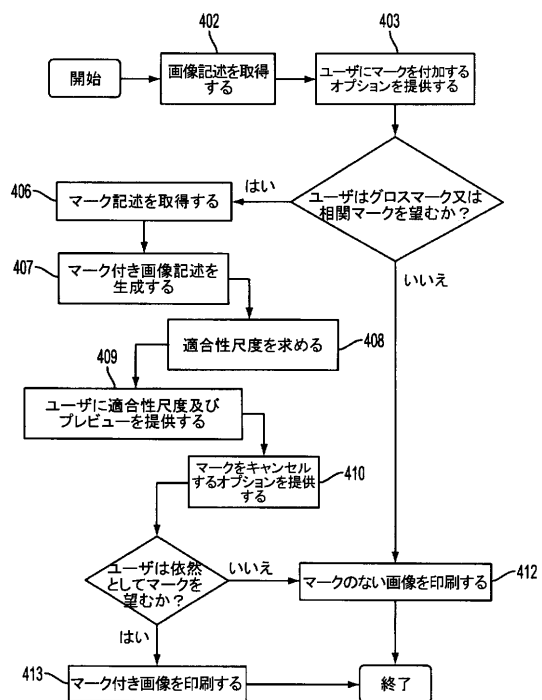 402
403
開始
画像記述を取得
する
ユーザにマークを付加する
オプションを提供する
ユーザはグロスマーク又は
相関マークを望むか?
はい
いいえ
406
マーク記述を取得する
407
マーク付き画像記述を
生成する
適合性尺度を求める
408
409
ユーザに適合性尺度及び
プレビューを提供する
マークをキャンセル
するオプションを提供
する
410
ユーザは依然
としてマークを
望むか?
いいえ
はい
マークのない画像を印刷する
412
413
マーク付き画像を印刷する
終了